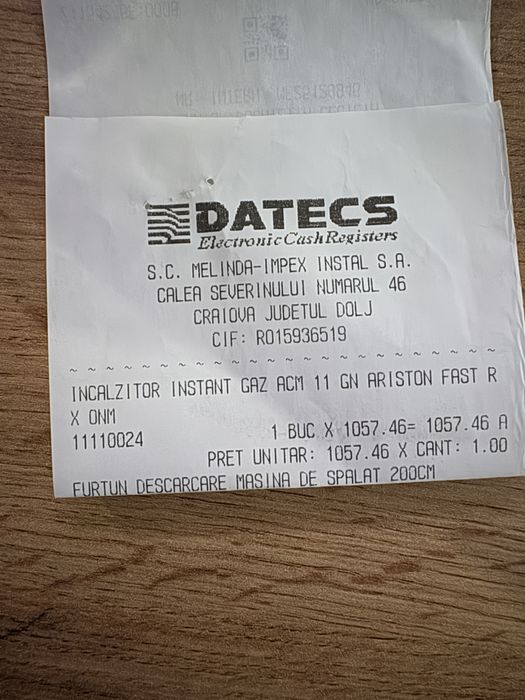 DATECS
Electronic Cash Registers
S.C. MELINDA-IMPEX INSTAL S.A.
CALEA SEVERINULUI NUMARUL 46
CRAIOVA JUDETUL DOLJ
CIF: RO15936519
~ ~ ~ ~ ~ ~ ~ ~ ~ ~ ~ ~ ~ ~ ~ ~ ~ ~ ~ ~ ~ ~ ~ ~
INCALZITOR INSTANT GAZ ACM 11 GN ARISTON FAST R
X ONM
11110024 1 BUC X 1057.46= 1057.46 A
PRET UNITAR: 1057.46 X CANT: 1.00
FURTUN DESCARCARE MASINA DE SPALAT 200CM